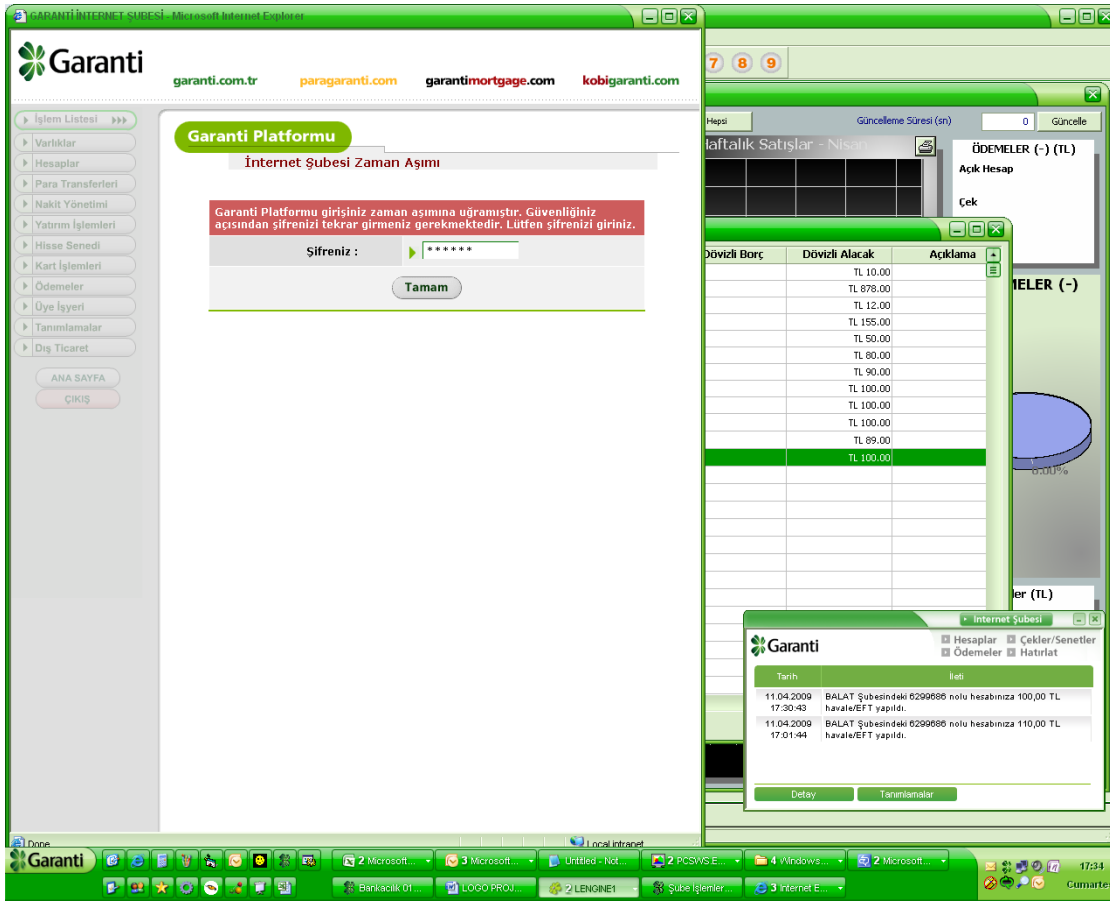 GARANTİ İNTERNET ŞUBESİ - Microsoft Internet Explorer
Garanti
garanti.com.tr
paragaranti.com
garantimortgage.com
kobigaranti.com
İşlem Listesi
Varlıklar
Hesaplar
Para Transferleri
Nakit Yönetimi
Yatırım İşlemleri
Hisse Senedi
Kart İşlemleri
Ödemeler
Üye İşyeri
Tanımlamalar
Dış Ticaret
ANA SAYFA
ÇIKIŞ
Garanti Platformu
İnternet Şubesi Zaman Aşımı
Garanti Platformu girişiniz zaman aşımına uğramıştır. Güvenliğiniz
açısından şifrenizi tekrar girmeniz gerekmektedir. Lütfen şifrenizi giriniz.
Şifreniz : ******
Tamam
Done
Local intranet
7 8 9
Hepsi
Güncelleme Süresi (sn) 0 Güncelle
Haftalık Satışlar - Nisan
ÖDEMELER (-) (TL)
Açık Hesap
Çek
Dövizli Borç Dövizli Alacak Açıklama
TL 10.00
TL 878.00
TL 12.00
TL 155.00
TL 50.00
TL 80.00
TL 90.00
TL 100.00
TL 100.00
TL 100.00
TL 89.00
TL 100.00
(-)
0.00%
(TL)
Internet Şubesi
Garanti
Hesaplar Çekler/Senetler
Ödemeler Hatırlat
Tarih İleti
11.04.2009 BALAT Şubesindeki 6299686 nolu hesabınıza 100,00 TL
17:30:43 havale/EFT yapıldı.
11.04.2009 BALAT Şubesindeki 6299686 nolu hesabınıza 110,00 TL
17:01:44 havale/EFT yapıldı.
Detay Tanımlamalar
Garanti
2 Microsoft... 3 Microsoft... Untitled - Not... 2 PCSWS.E... 4 Windows... 2 Microsoft... 17:34
Bankacılık 01... LOGO PROJ... 2 LENGINE1 Şube İşlemler... 3 Internet E... Cumarte